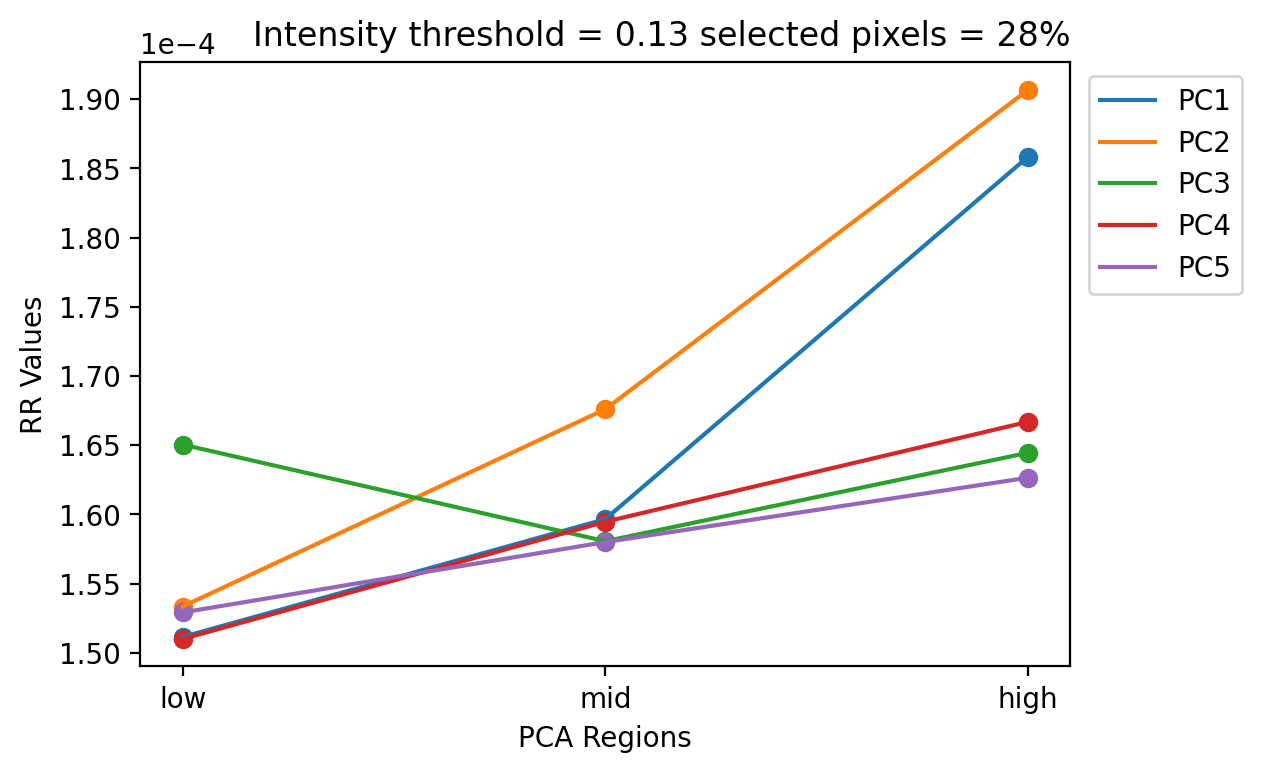 Intensity threshold = 0.13 selected pixels = 28%
1e−4
1.90
1.85
1.80
1.75
1.70
1.65
1.60
1.55
1.50
RR Values
low
mid
high
PCA Regions
PC1
PC2
PC3
PC4
PC5